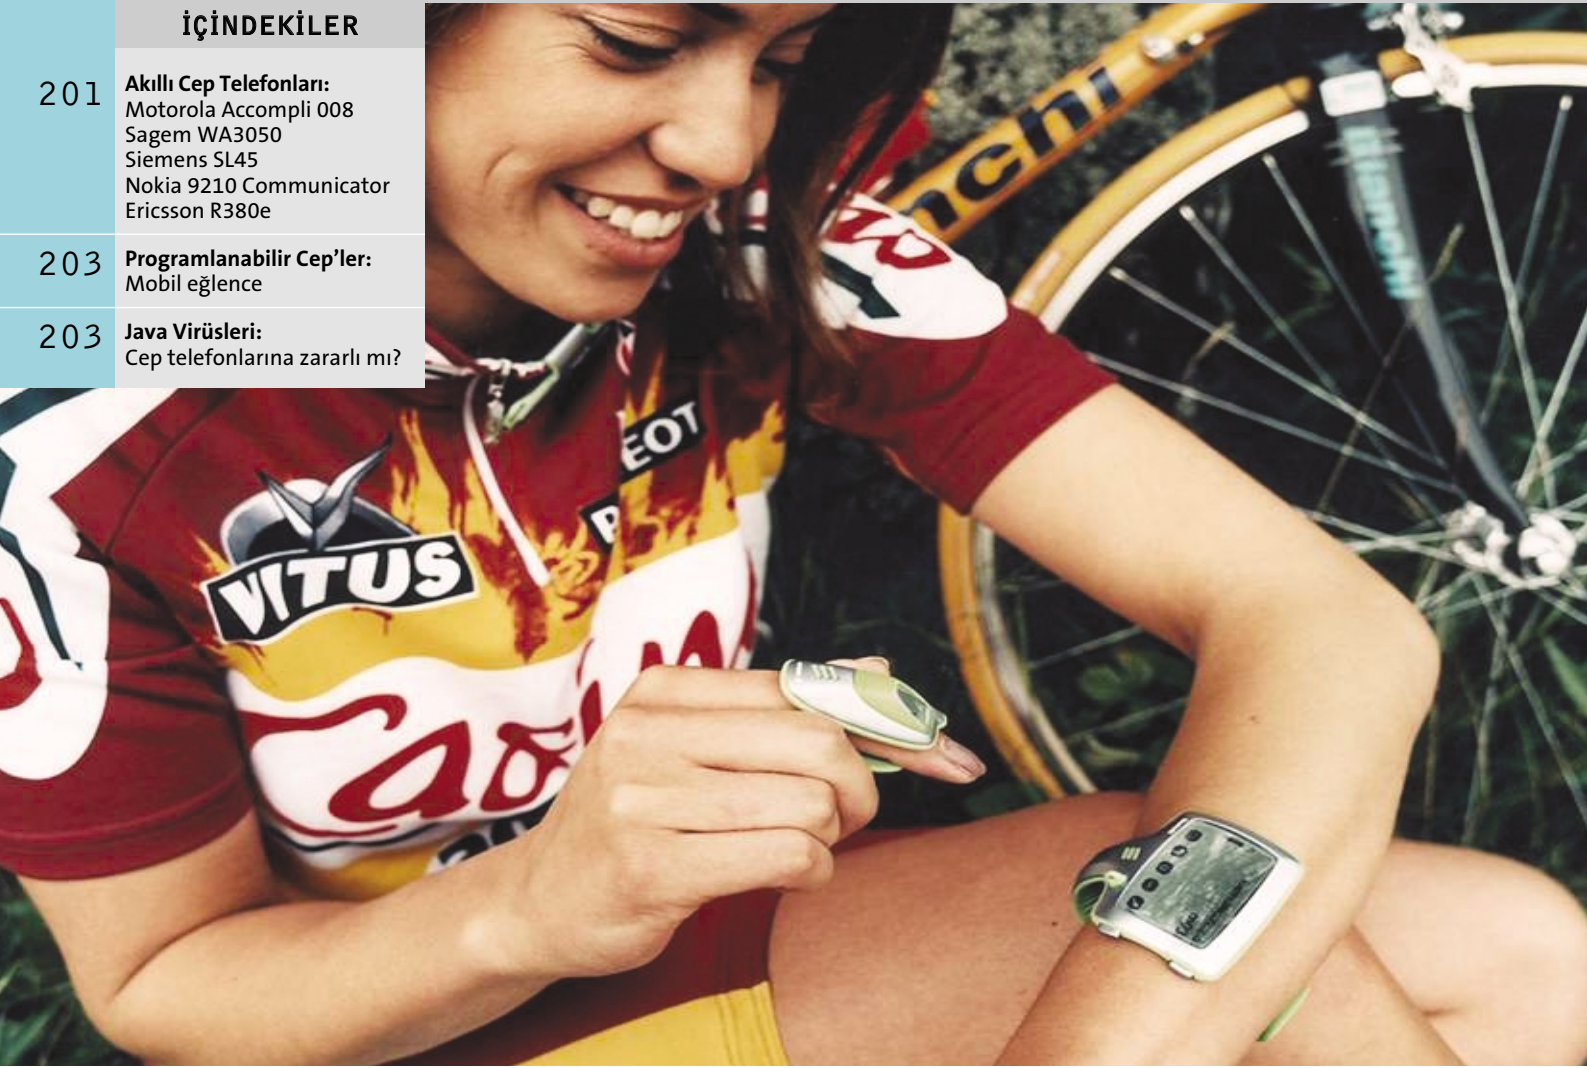 İÇİNDEKİLER
201
Akıllı Cep Telefonları:
Motorola Accompli 008
Sagem WA3050
Siemens SL45
Nokia 9210 Communicator
Ericsson R380e
203
Programlanabilir Cep’ler:
Mobil eğlence
203
Java Virüsleri:
Cep telefonlarına zararlı mı?
nchi
EOT
VITUS